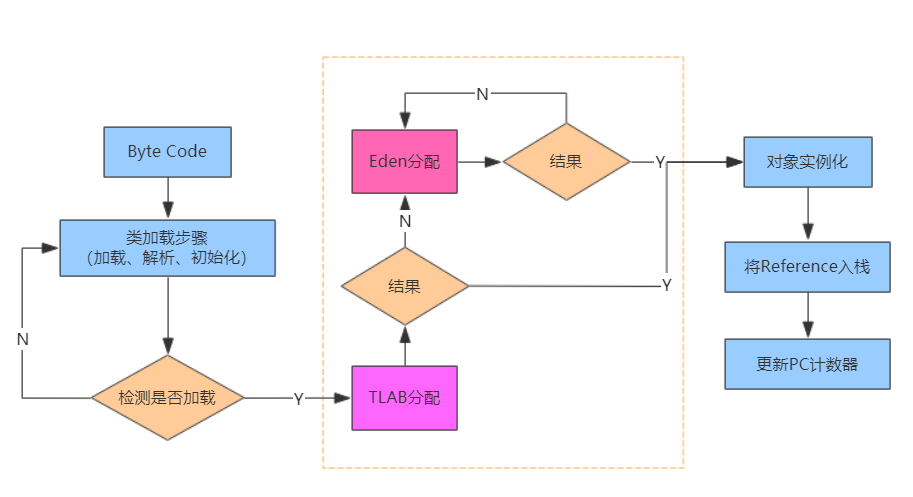 Byte Code
类加载步骤
（加载、解析、初始化）
N
检测是否加载
Y
N
Eden分配
结果
Y
N
结果
Y
TLAB分配
对象实例化
将Reference入栈
更新PC计数器